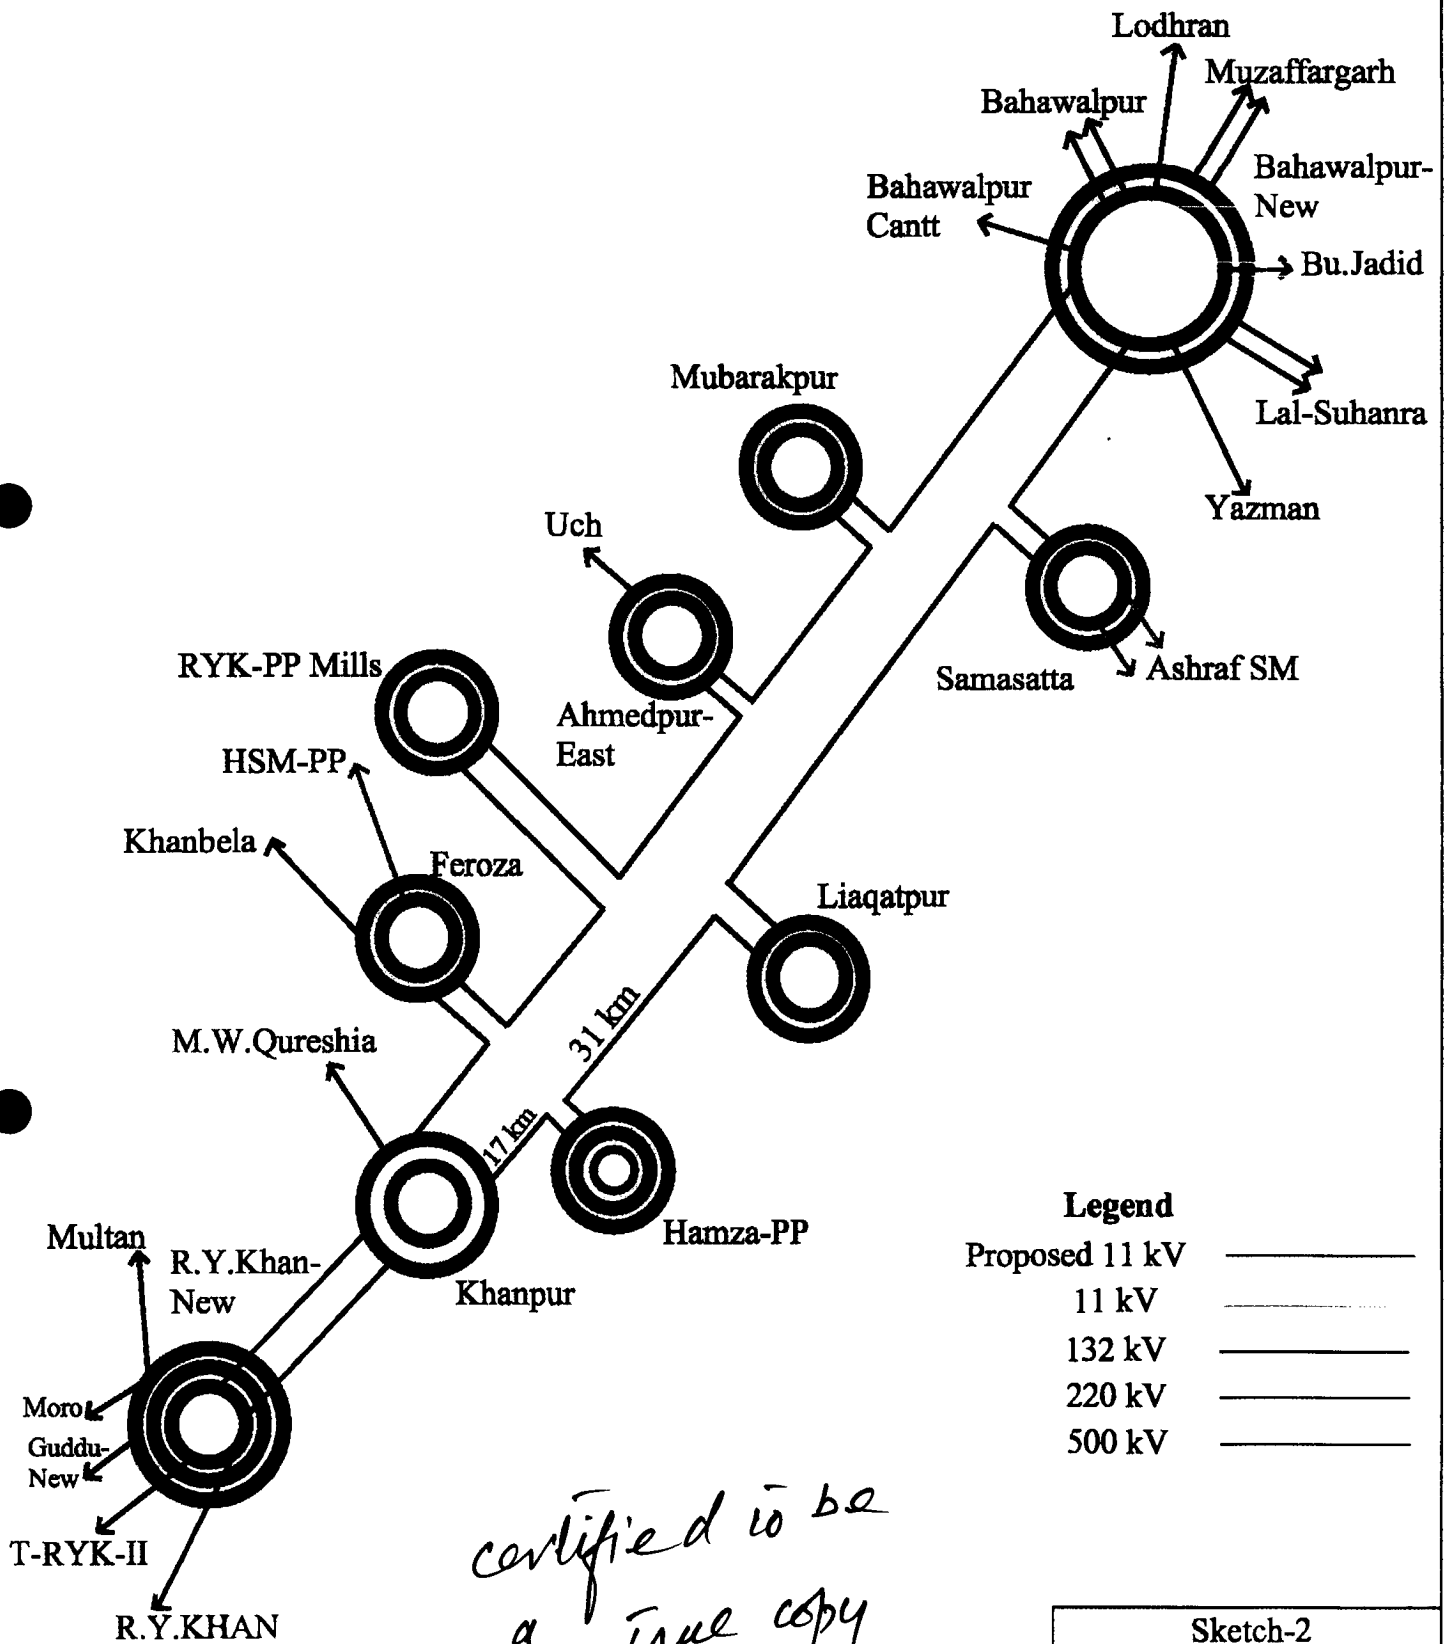 Lodhran
Muzaffargarh
Bahawalpur
Bahawalpur-
New
Bahawalpur
Cantt
Bu.Jadid
Mubarakpur
Lal-Suhanra
Yazman
Uch
RYK-PP Mills
Samasatta
Ashraf SM
Ahmedpur-
East
HSM-PP
Khanbela
Feroza
Liaqatpur
31 km
M.W.Qureshia
17 km
Hamza-PP
Multan
R.Y.Khan-
New
Khanpur
Moro
Guddu-
New
T-RYK-II
R.Y.KHAN
Legend
Proposed 11 kV
11 kV
132 kV
220 kV
500 kV
certified to be
a true copy
Sketch-2